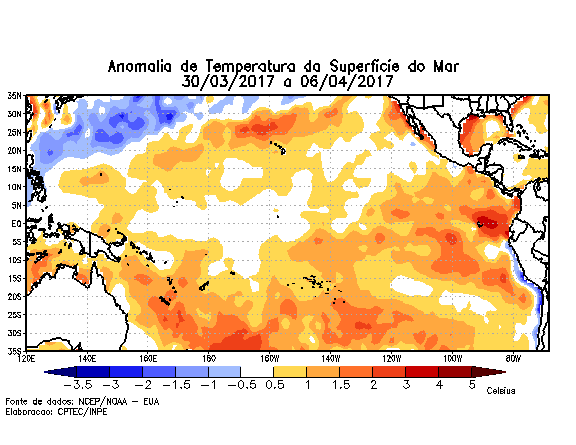 Anomalia de Temperatura da Superfície do Mar
30/03/2017 a 06/04/2017
35N
30N
25N
20N
15N
10N
5N
EQ
5S
10S
15S
20S
25S
30S
35S
120E 140E 160E 180 160W 140W 120W 100W 80W
−3.5 −3 −2 −1.5 −1 −0.5 0.5 1 1.5 2 3 4 5
Celsius
Fonte de dados: NCEP/NOAA − EUA
Elaboracao: CPTEC/INPE